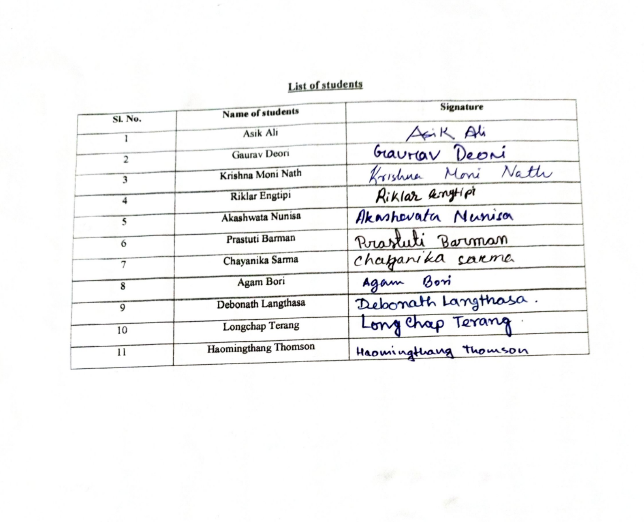 List of students
Sl. No. Name of students Signature
1 Asik Ali Asik Ali
2 Gaurav Deori Gaurav Deori
3 Krishna Moni Nath Krishna Moni Nath
4 Riklar Engtipi Riklar Engtipi
5 Akashwata Nunisa Akashwata Nunisa
6 Prastuti Barman Prastuti Barman
7 Chayanika Sarma Chayanika sarma
8 Agam Bori Agam Bori
9 Debonath Langthasa Debonath Langthasa.
10 Longchap Terang Long Chap Terang
11 Haomingthang Thomson Haomingthang Thomson